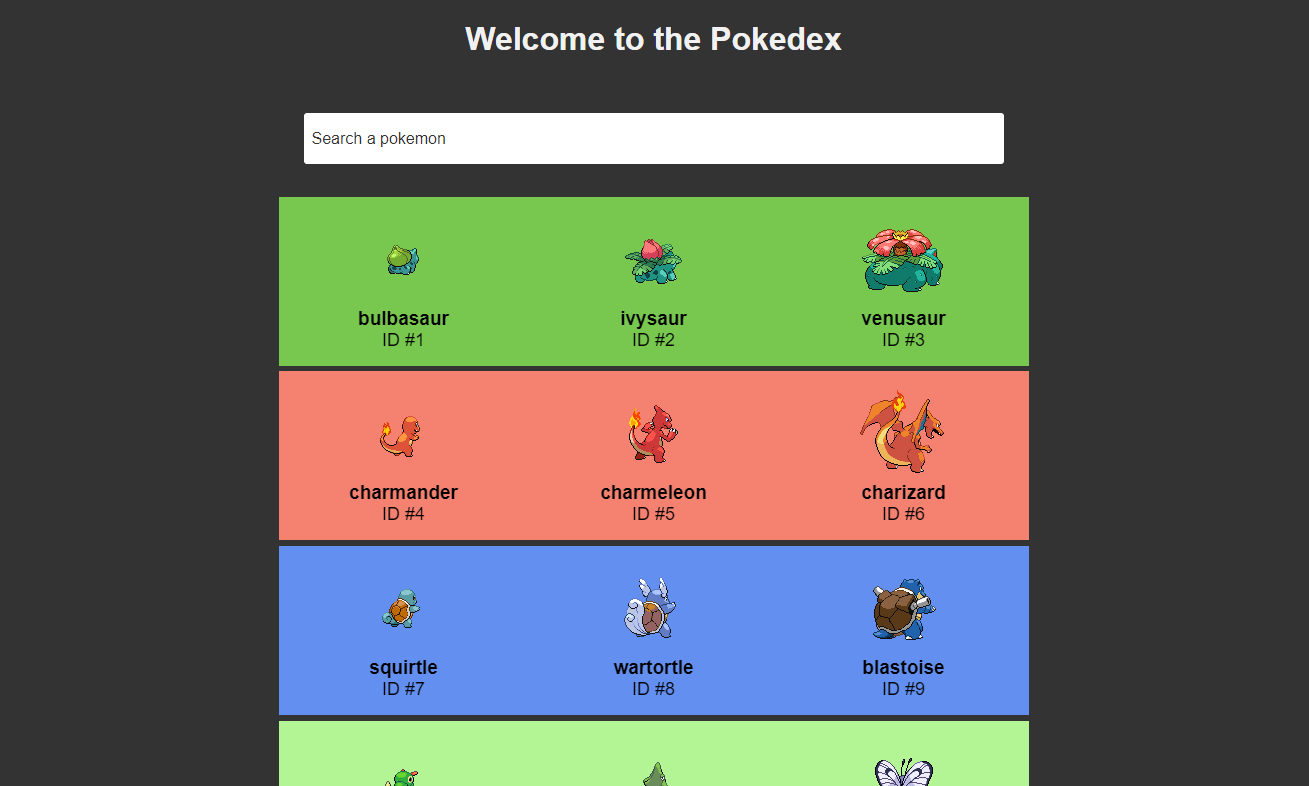 Welcome to the Pokedex
Search a pokemon
bulbasaur
ID #1
ivysaur
ID #2
venusaur
ID #3
charmander
ID #4
charmeleon
ID #5
charizard
ID #6
squirtle
ID #7
wartortle
ID #8
blastoise
ID #9